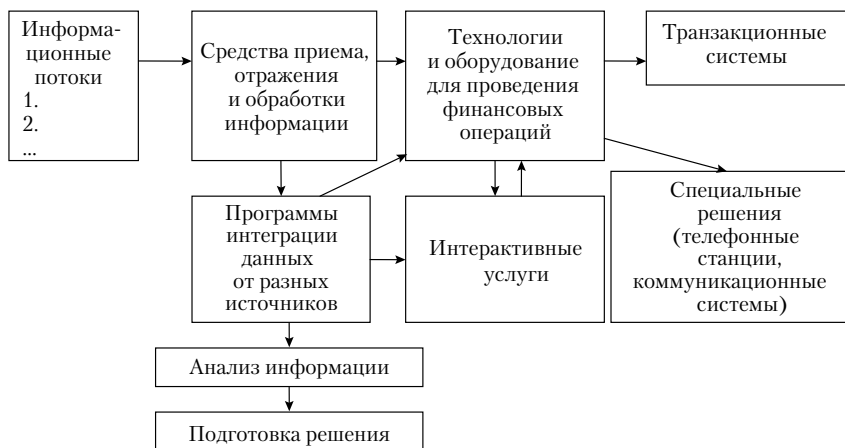 Информа-
ционные
потоки
1.
2.
...
Средства приема,
отражения
и обработки
информации
Технологии
и оборудование
для проведения
финансовых
операций
Транзакционные
системы
Программы
интеграции
данных
от разных
источников
Интерактивные
услуги
Специальные
решения
(телефонные
станции,
коммуникационные
системы)
Анализ информации
Подготовка решения